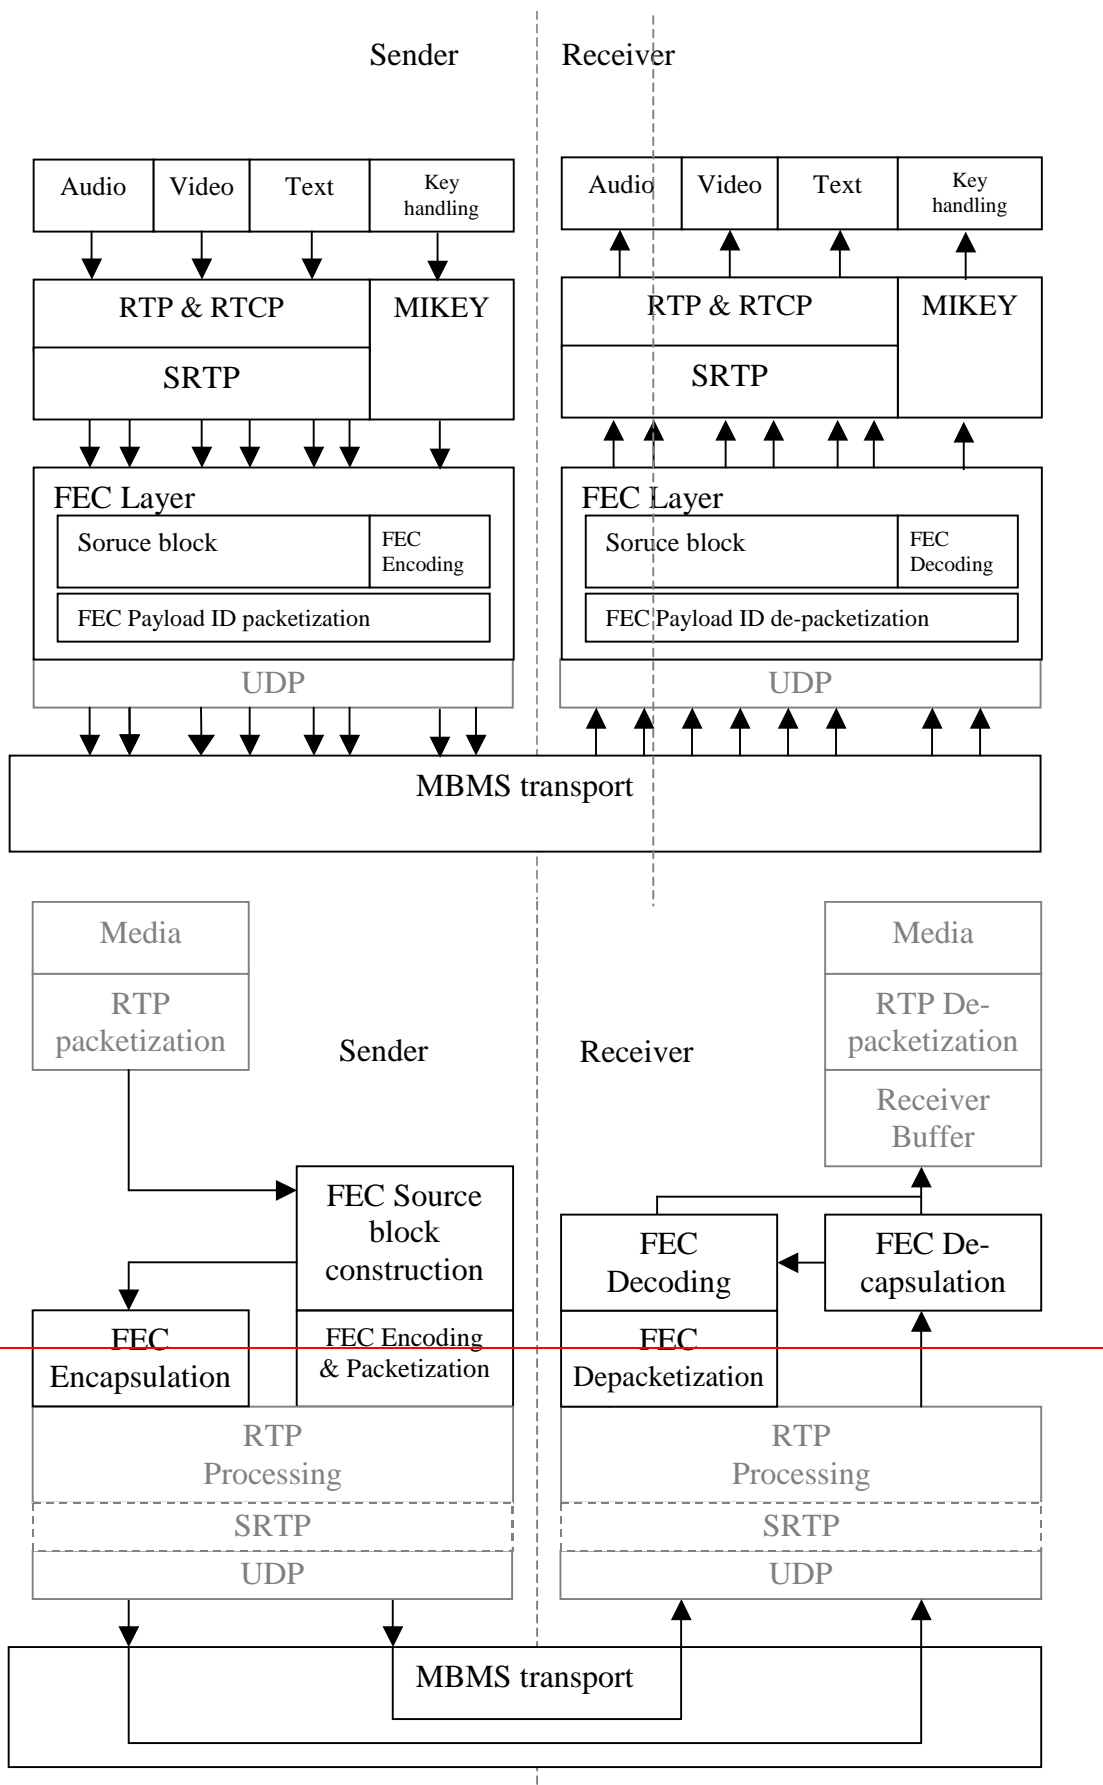 Sender Receiver
Audio Video Text Key handling Audio Video Text Key handling
RTP & RTCP MIKEY RTP & RTCP MIKEY
SRTP SRTP
FEC Layer FEC Layer
Soruce block FEC Encoding Soruce block FEC Decoding
FEC Payload ID packetization FEC Payload ID de-packetization
UDP UDP
MBMS transport
Media Media
RTP packetization RTP De-packetization
Sender Receiver
Receiver Buffer
FEC Source block construction FEC Decoding FEC De-capsulation
FEC Encapsulation FEC Encoding & Packetization FEC Depacketization
RTP Processing RTP Processing
SRTP SRTP
UDP UDP
MBMS transport